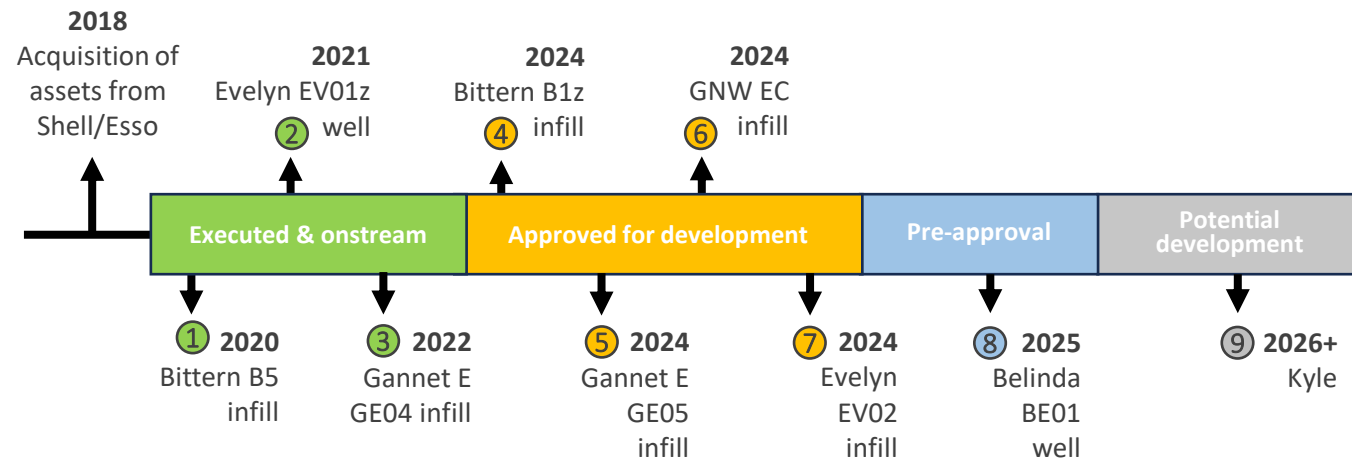 2018
Acquisition of
assets from
Shell/Esso
2021
Evelyn EV01z
2 well
2024
Bittern B1z
4 infill
2024
GNW EC
6 infill
Executed & onstream
Approved for development
Pre-approval
Potential
development
1 2020
Bittern B5
infill
3 2022
Gannet E
GE04 infill
5 2024
Gannet E
GE05
infill
7 2024
Evelyn
EV02
infill
8 2025
Belinda
BE01
well
9 2026+
Kyle